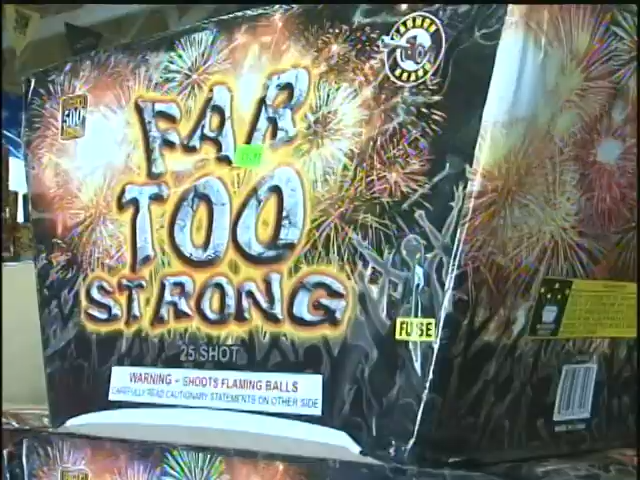 500
FAR
TOO
STRONG
FUSE
25 SHOT
WARNING - SHOOTS FLAMING BALLS
CAREFULLY READ CAUTIONARY STATEMENTS ON OTHER SIDE